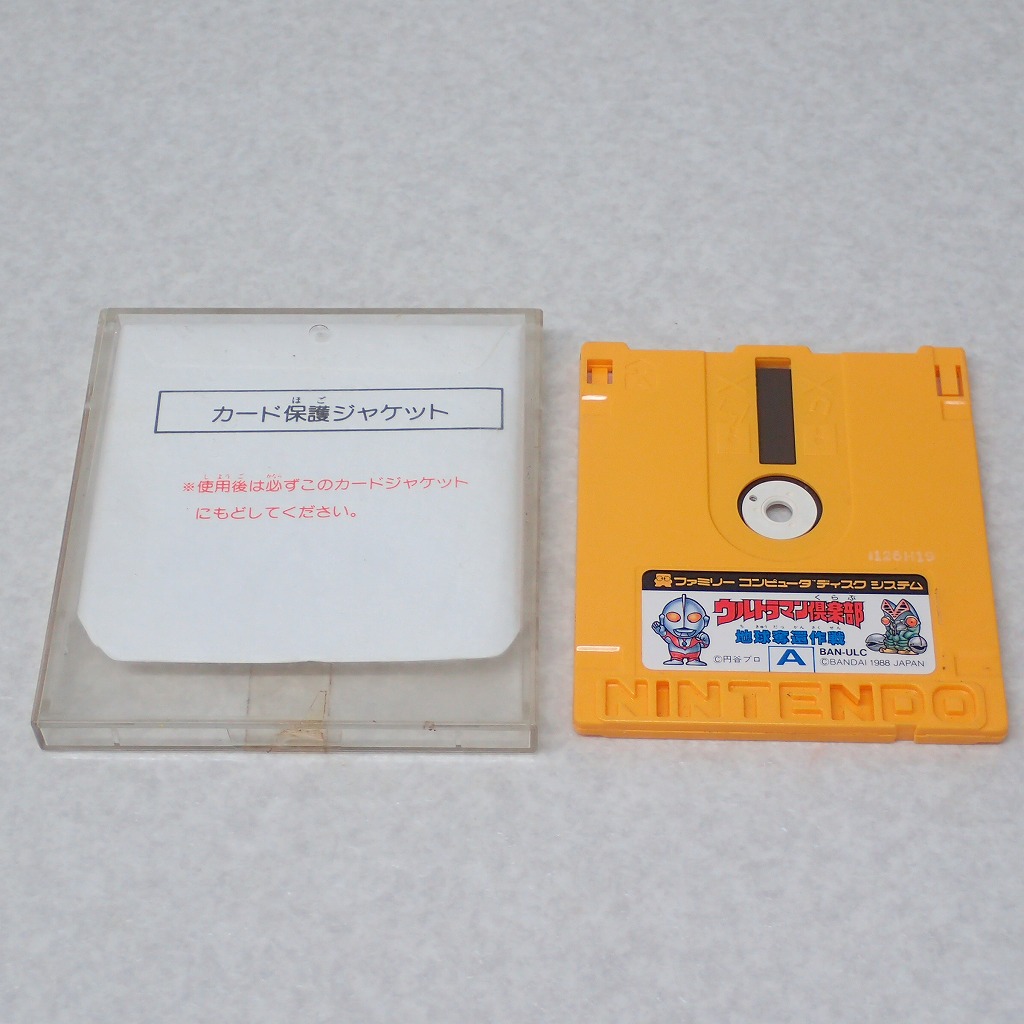 カード保護ジャケット
※使用後は必ずこのカードジャケット
にもどしてください。
ファミリー コンピュータ ディスク システム
ウルトラマン倶楽部
地球奪還作戦
©円谷プロ
A
BAN-ULC
©BANDAI 1988 JAPAN
NINTENDO